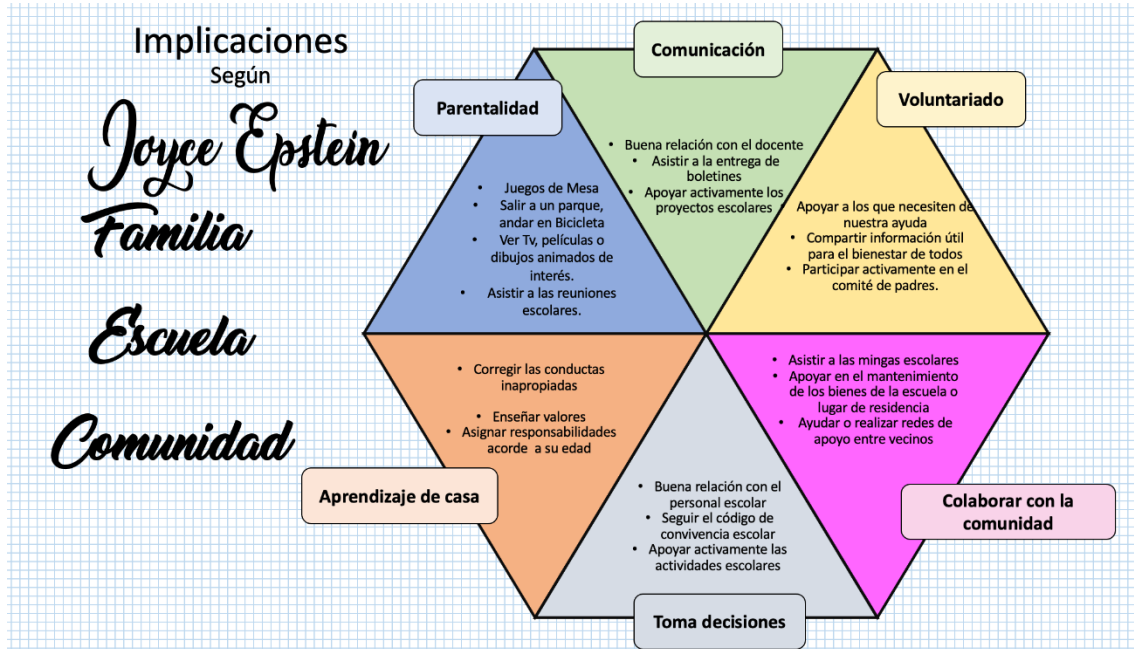 Implicaciones
Según
Joyce Epstein
Familia
Escuela
Comunidad
Parentalidad
• Juegos de Mesa
• Salir a un parque,
andar en Bicicleta
• Ver Tv, películas o
dibujos animados de
interés.
• Asistir a las reuniones
escolares.
Comunicación
• Buena relación con el docente
• Asistir a la entrega de
boletines
• Apoyar activamente los
proyectos escolares
Voluntariado
• Apoyar a los que necesiten de
nuestra ayuda
• Compartir información útil
para el bienestar de todos
• Participar activamente en el
comité de padres.
• Corregir las conductas
inapropiadas
• Enseñar valores
• Asignar responsabilidades
acorde a su edad
Aprendizaje de casa
• Buena relación con el
personal escolar
• Seguir el código de
convivencia escolar
• Apoyar activamente las
actividades escolares
Toma decisiones
• Asistir a las mingas escolares
• Apoyar en el mantenimiento
de los bienes de la escuela o
lugar de residencia
• Ayudar o realizar redes de
apoyo entre vecinos
Colaborar con la
comunidad